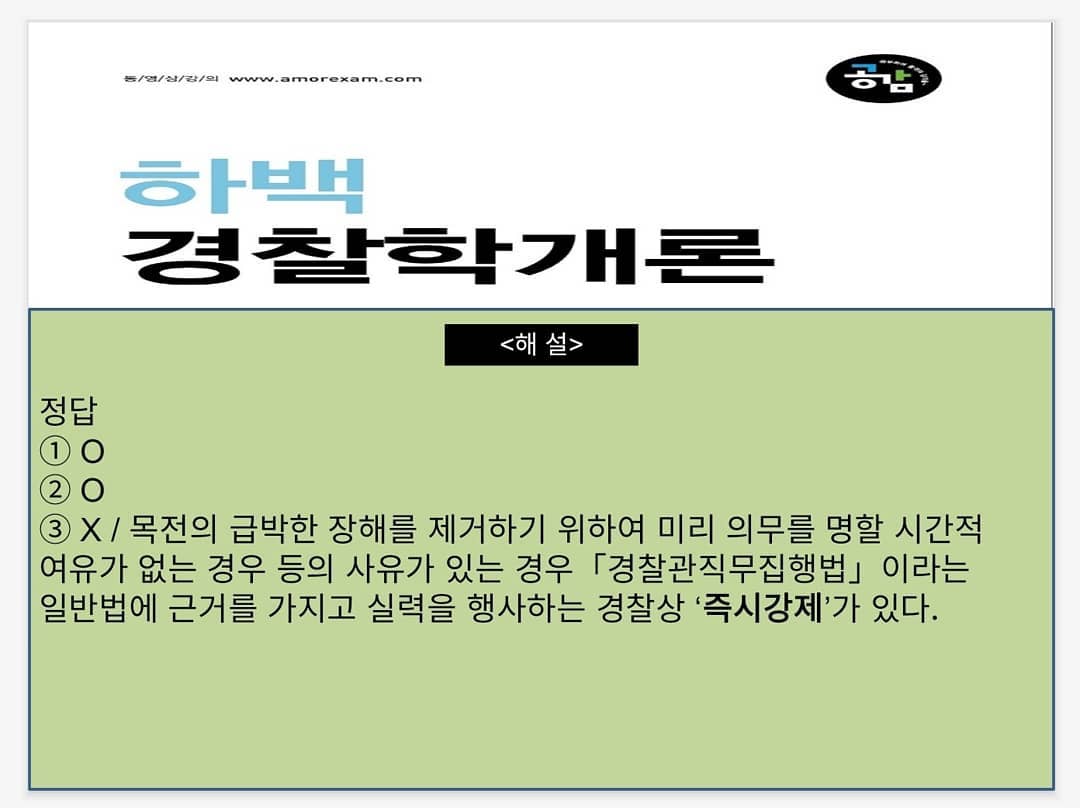 동/영/상/강/의 www.amorexam.com
공감
하백
경찰학개론
<해 설>
정답
① O
② O
③ X / 목전의 급박한 장해를 제거하기 위하여 미리 의무를 명할 시간적
여유가 없는 경우 등의 사유가 있는 경우「경찰관직무집행법」이라는
일반법에 근거를 가지고 실력을 행사하는 경찰상 ‘즉시강제’가 있다.